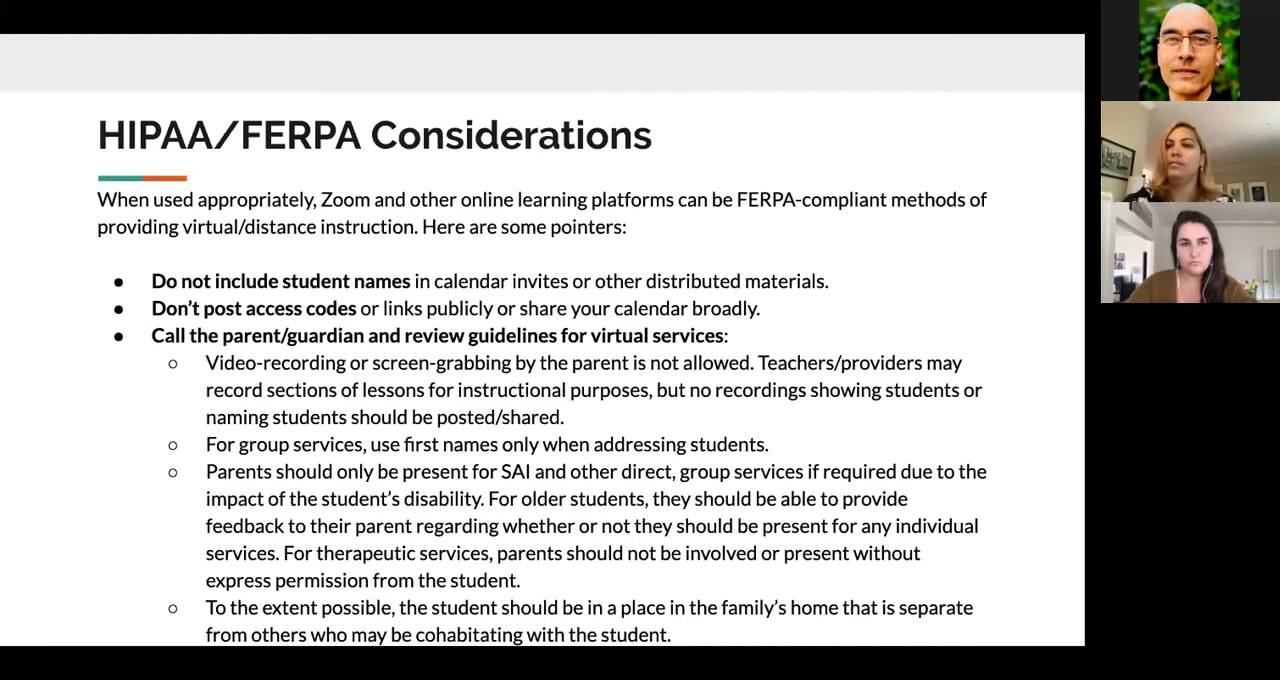 HIPAA/FERPA Considerations
When used appropriately, Zoom and other online learning platforms can be FERPA-compliant methods of
providing virtual/distance instruction. Here are some pointers:
● Do not include student names in calendar invites or other distributed materials.
● Don’t post access codes or links publicly or share your calendar broadly.
● Call the parent/guardian and review guidelines for virtual services:
○ Video-recording or screen-grabbing by the parent is not allowed. Teachers/providers may
record sections of lessons for instructional purposes, but no recordings showing students or
naming students should be posted/shared.
○ For group services, use first names only when addressing students.
○ Parents should only be present for SAI and other direct, group services if required due to the
impact of the student’s disability. For older students, they should be able to provide
feedback to their parent regarding whether or not they should be present for any individual
services. For therapeutic services, parents should not be involved or present without
express permission from the student.
○ To the extent possible, the student should be in a place in the family’s home that is separate
from others who may be cohabitating with the student.